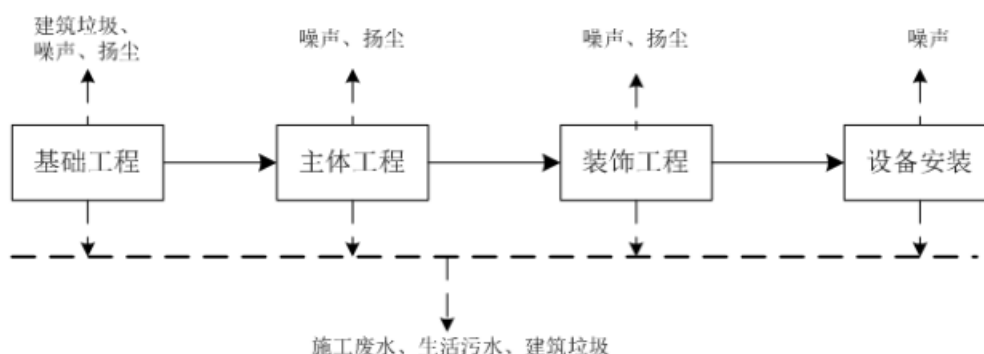 建筑垃圾、
噪声、扬尘
噪声、扬尘
噪声、扬尘
噪声
基础工程
主体工程
装饰工程
设备安装
施工废水、生活污水、建筑垃圾